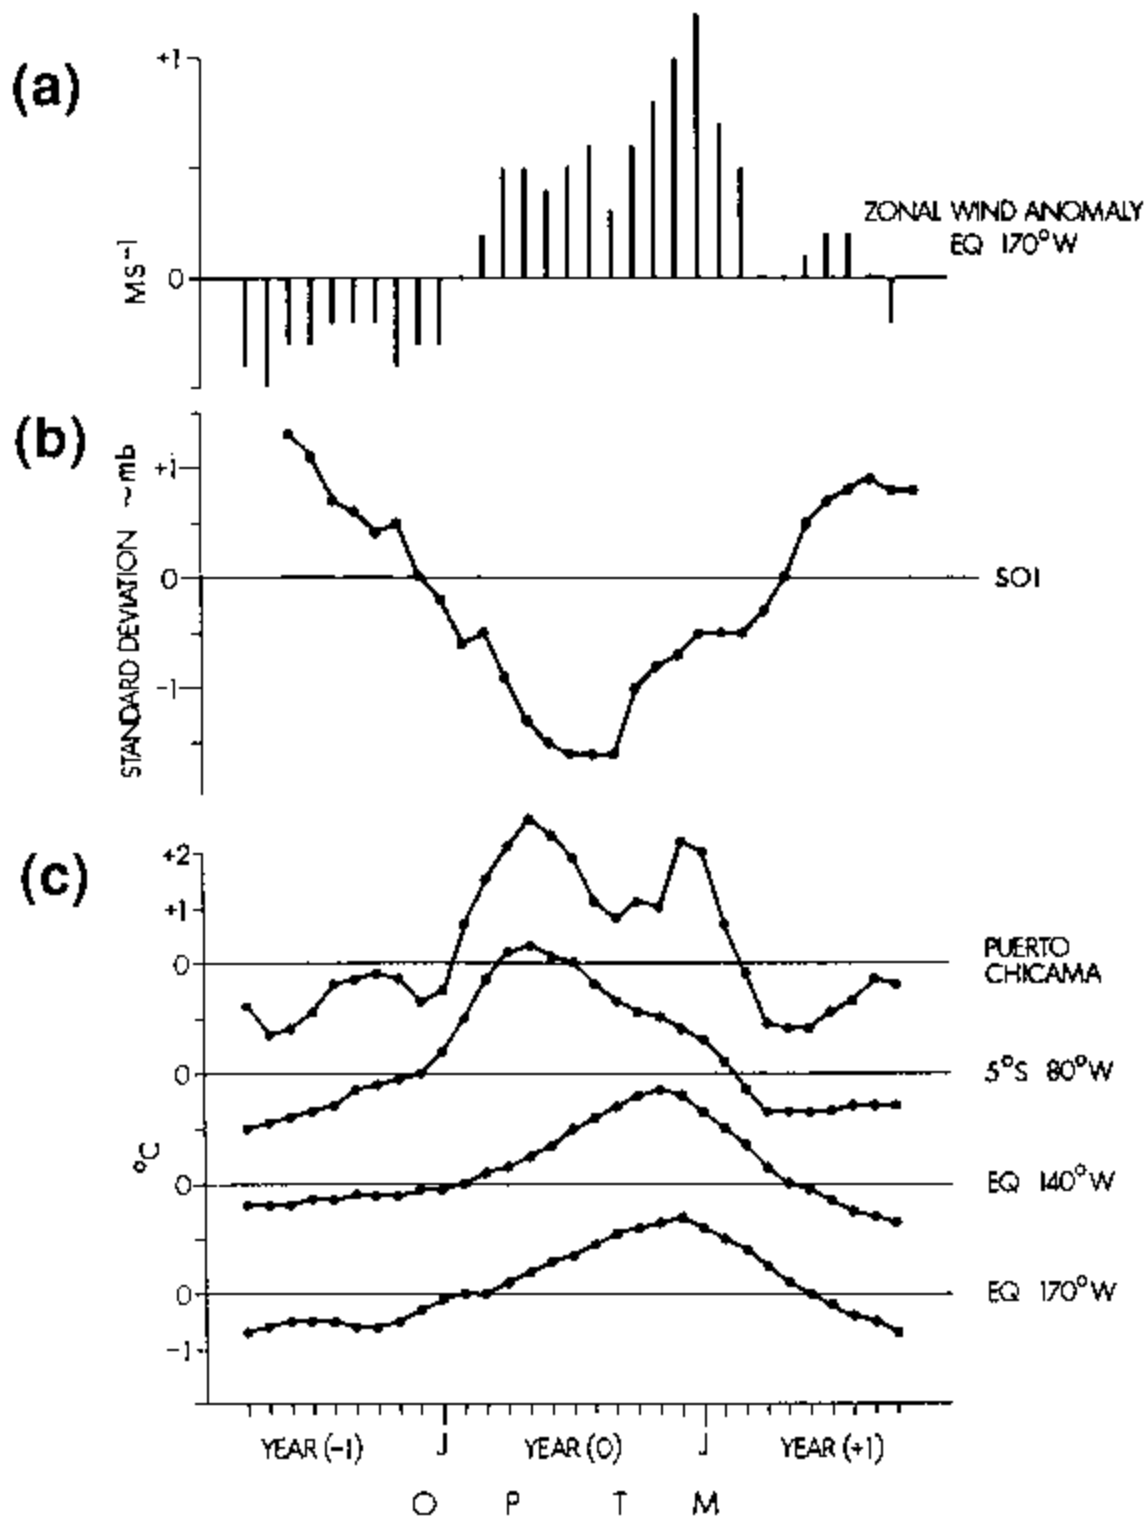 (a)
+1
0
MS⁻¹
ZONAL WIND ANOMALY
EQ 170°W
(b)
+1
0
-1
STANDARD DEVIATION ~mb
SOI
(c)
+2
+1
0
PUERTO
CHICAMA
0
5°S 80°W
°C
0
EQ 140°W
0
EQ 170°W
-1
YEAR (-1) J YEAR (0) J YEAR (+1)
O P T M